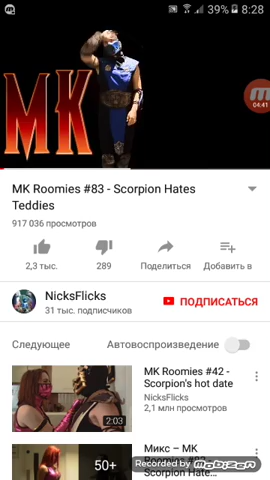 39% 8:28
MK
04:41
MK Roomies #83 - Scorpion Hates
Teddies
917 036 просмотров
2,3 тыс.
289
Поделиться
Добавить в
NicksFlicks
31 тыс. подписчиков
ПОДПИСАТЬСЯ
Следующее
Автовоспроизведение
MK Roomies #42 -
Scorpion's hot date
NicksFlicks
2,1 млн просмотров
2:03
Микс – MK
Roomies #83
Scorpion Hate...
50+
Recorded by
mobizen